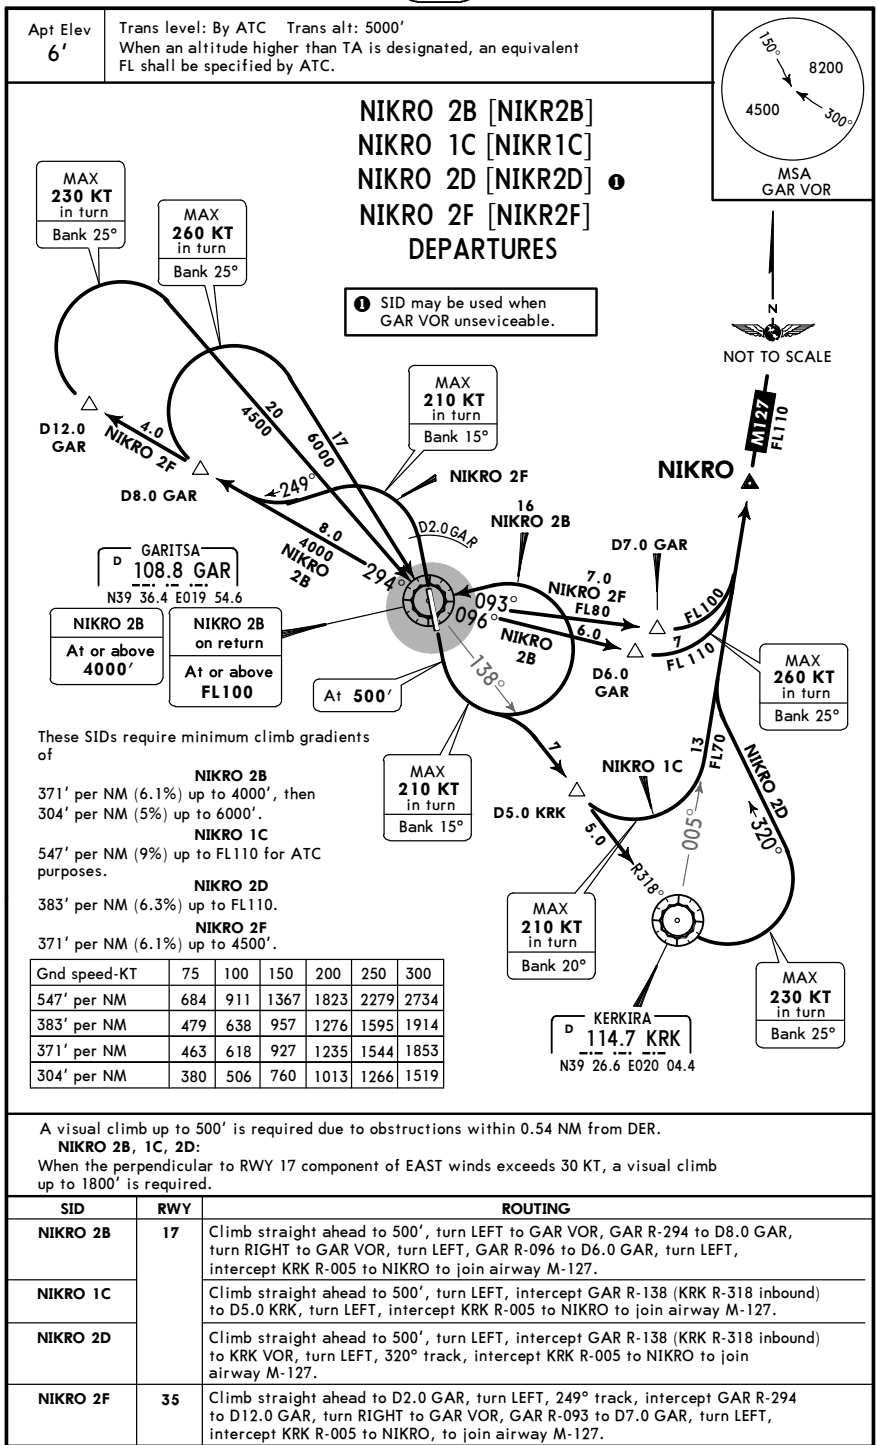 Apt Elev
6'
Trans level: By ATC Trans alt: 5000'
When an altitude higher than TA is designated, an equivalent
FL shall be specified by ATC.
150°
8200
4500
300°
MSA
GAR VOR
NIKRO 2B [NIKR2B]
NIKRO 1C [NIKR1C]
NIKRO 2D [NIKR2D] ❶
NIKRO 2F [NIKR2F]
DEPARTURES
❶ SID may be used when
GAR VOR unseviceable.
N
NOT TO SCALE
MAX
230 KT
in turn
Bank 25°
MAX
260 KT
in turn
Bank 25°
MAX
210 KT
in turn
Bank 15°
M127
FL110
NIKRO
D12.0
GAR
4.0
NIKRO 2F
20
4500
17
6000
D8.0 GAR
249°
NIKRO 2F
16
NIKRO 2B
D2.0 GAR
8.0
4000
NIKRO
2B
294°
D7.0 GAR
7.0
NIKRO 2F
FL80
093°
096°
6.0
NIKRO
2B
FL100
7
FL110
D6.0
GAR
GARITSA
D 108.8 GAR
N39 36.4 E019 54.6
NIKRO 2B
At or above
4000'
NIKRO 2B
on return
At or above
FL100
At 500'
138°
MAX
260 KT
in turn
Bank 25°
MAX
210 KT
in turn
Bank 15°
7
D5.0 KRK
NIKRO 1C
13
FL70
NIKRO 2D
5.0
R318°
005°
320°
MAX
210 KT
in turn
Bank 20°
MAX
230 KT
in turn
Bank 25°
KERKIRA
D 114.7 KRK
N39 26.6 E020 04.4
These SIDs require minimum climb gradients
of
NIKRO 2B
371' per NM (6.1%) up to 4000', then
304' per NM (5%) up to 6000'.
NIKRO 1C
547' per NM (9%) up to FL110 for ATC
purposes.
NIKRO 2D
383' per NM (6.3%) up to FL110.
NIKRO 2F
371' per NM (6.1%) up to 4500'.
Gnd speed-KT 75 100 150 200 250 300
547' per NM 684 911 1367 1823 2279 2734
383' per NM 479 638 957 1276 1595 1914
371' per NM 463 618 927 1235 1544 1853
304' per NM 380 506 760 1013 1266 1519
A visual climb up to 500' is required due to obstructions within 0.54 NM from DER.
NIKRO 2B, 1C, 2D:
When the perpendicular to RWY 17 component of EAST winds exceeds 30 KT, a visual climb
up to 1800' is required.
SID RWY ROUTING
NIKRO 2B 17 Climb straight ahead to 500', turn LEFT to GAR VOR, GAR R-294 to D8.0 GAR,
turn RIGHT to GAR VOR, turn LEFT, GAR R-096 to D6.0 GAR, turn LEFT,
intercept KRK R-005 to NIKRO to join airway M-127.
NIKRO 1C Climb straight ahead to 500', turn LEFT, intercept GAR R-138 (KRK R-318 inbound)
to D5.0 KRK, turn LEFT, intercept KRK R-005 to NIKRO to join airway M-127.
NIKRO 2D Climb straight ahead to 500', turn LEFT, intercept GAR R-138 (KRK R-318 inbound)
to KRK VOR, turn LEFT, 320° track, intercept KRK R-005 to NIKRO to join
airway M-127.
NIKRO 2F 35 Climb straight ahead to D2.0 GAR, turn LEFT, 249° track, intercept GAR R-294
to D12.0 GAR, turn RIGHT to GAR VOR, GAR R-093 to D7.0 GAR, turn LEFT,
intercept KRK R-005 to NIKRO, to join airway M-127.